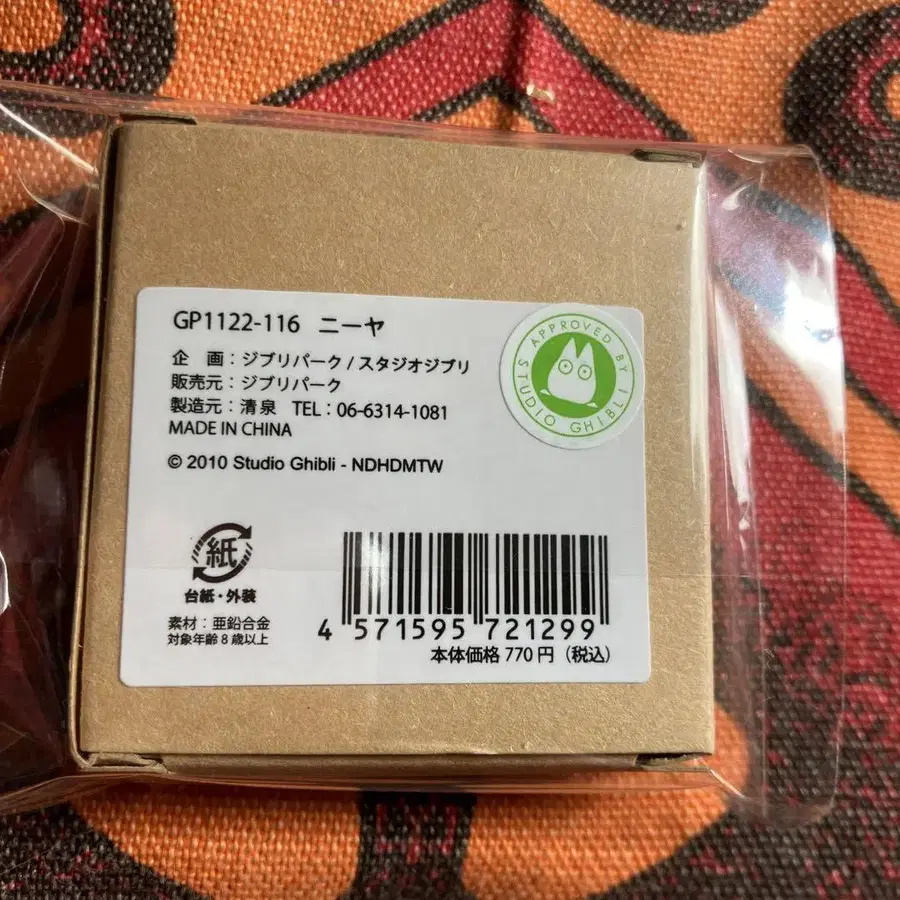 GP1122-116 ニーヤ
企 画：ジブリパーク / スタジオジブリ
販売元：ジブリパーク
製造元：清泉 TEL：06-6314-1081
MADE IN CHINA
© 2010 Studio Ghibli - NDHDMTW
APPROVED BY
STUDIO GHIBLI
紙
台紙・外装
素材：亜鉛合金
対象年齢 8 歳以上
4 571595 721299
本体価格 770 円（税込）